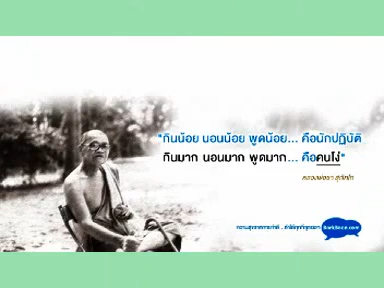 "กินน้อย นอนน้อย พูดน้อย... คือนักปฏิบัติ
กินมาก นอนมาก พูดมาก... คือคนโง่"
หลวงพ่อชา สุภัทโท